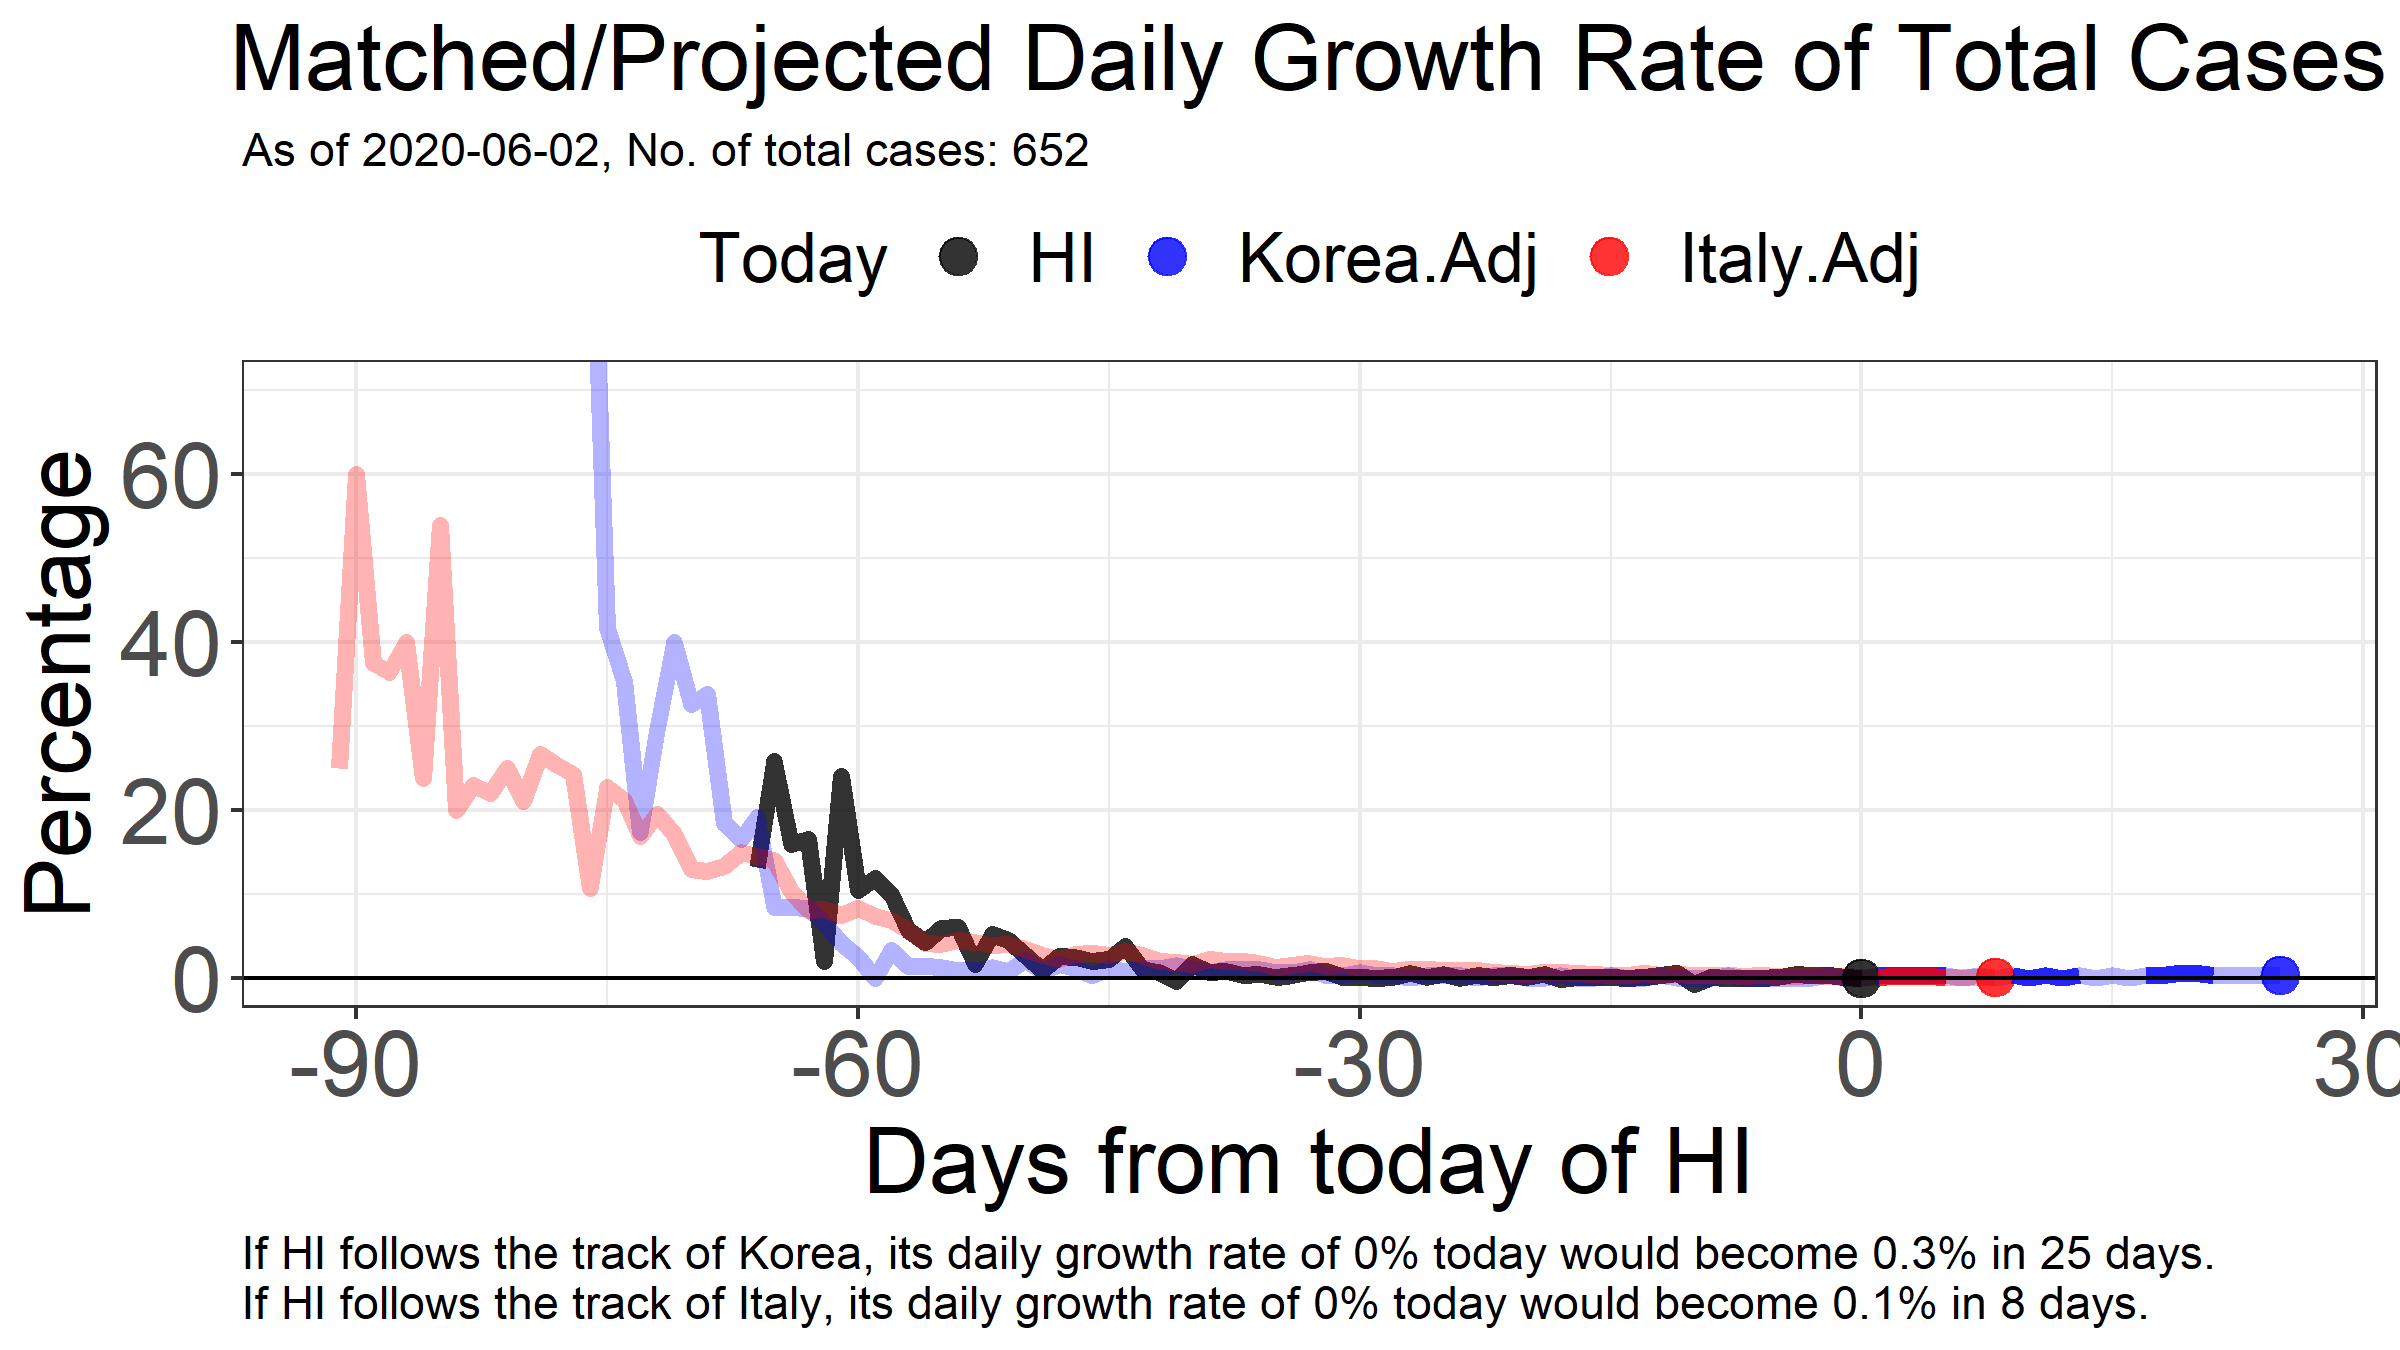 Matched/Projected Daily Growth Rate of Total Cases
As of 2020-06-02, No. of total cases: 652
Today HI Korea.Adj Italy.Adj
Percentage
60
40
20
0
-90 -60 -30 0 30
Days from today of HI
If HI follows the track of Korea, its daily growth rate of 0% today would become 0.3% in 25 days.
If HI follows the track of Italy, its daily growth rate of 0% today would become 0.1% in 8 days.